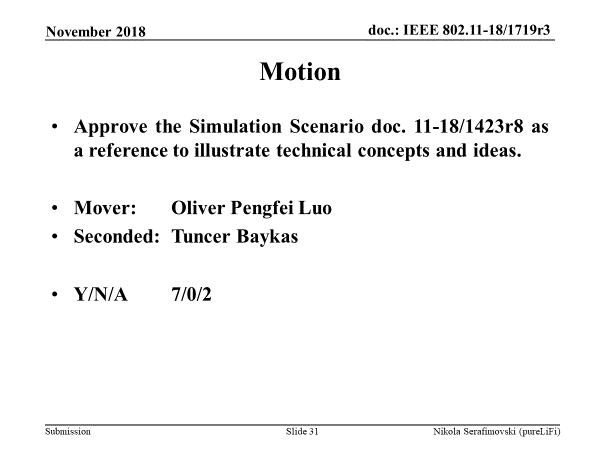 November 2018 doc.: IEEE 802.11-18/1719r3
Motion
• Approve the Simulation Scenario doc. 11-18/1423r8 as
a reference to illustrate technical concepts and ideas.
• Mover: Oliver Pengfei Luo
• Seconded: Tuncer Baykas
• Y/N/A 7/0/2
Submission Slide 31 Nikola Serafimovski (pureLiFi)